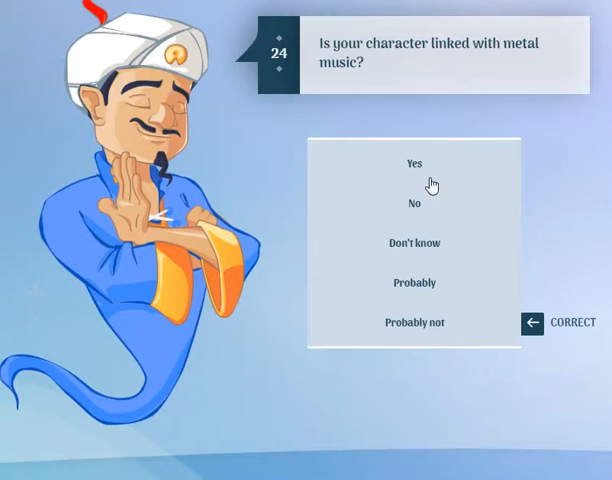 24
Is your character linked with metal
music?
Yes
No
Don't know
Probably
Probably not
CORRECT